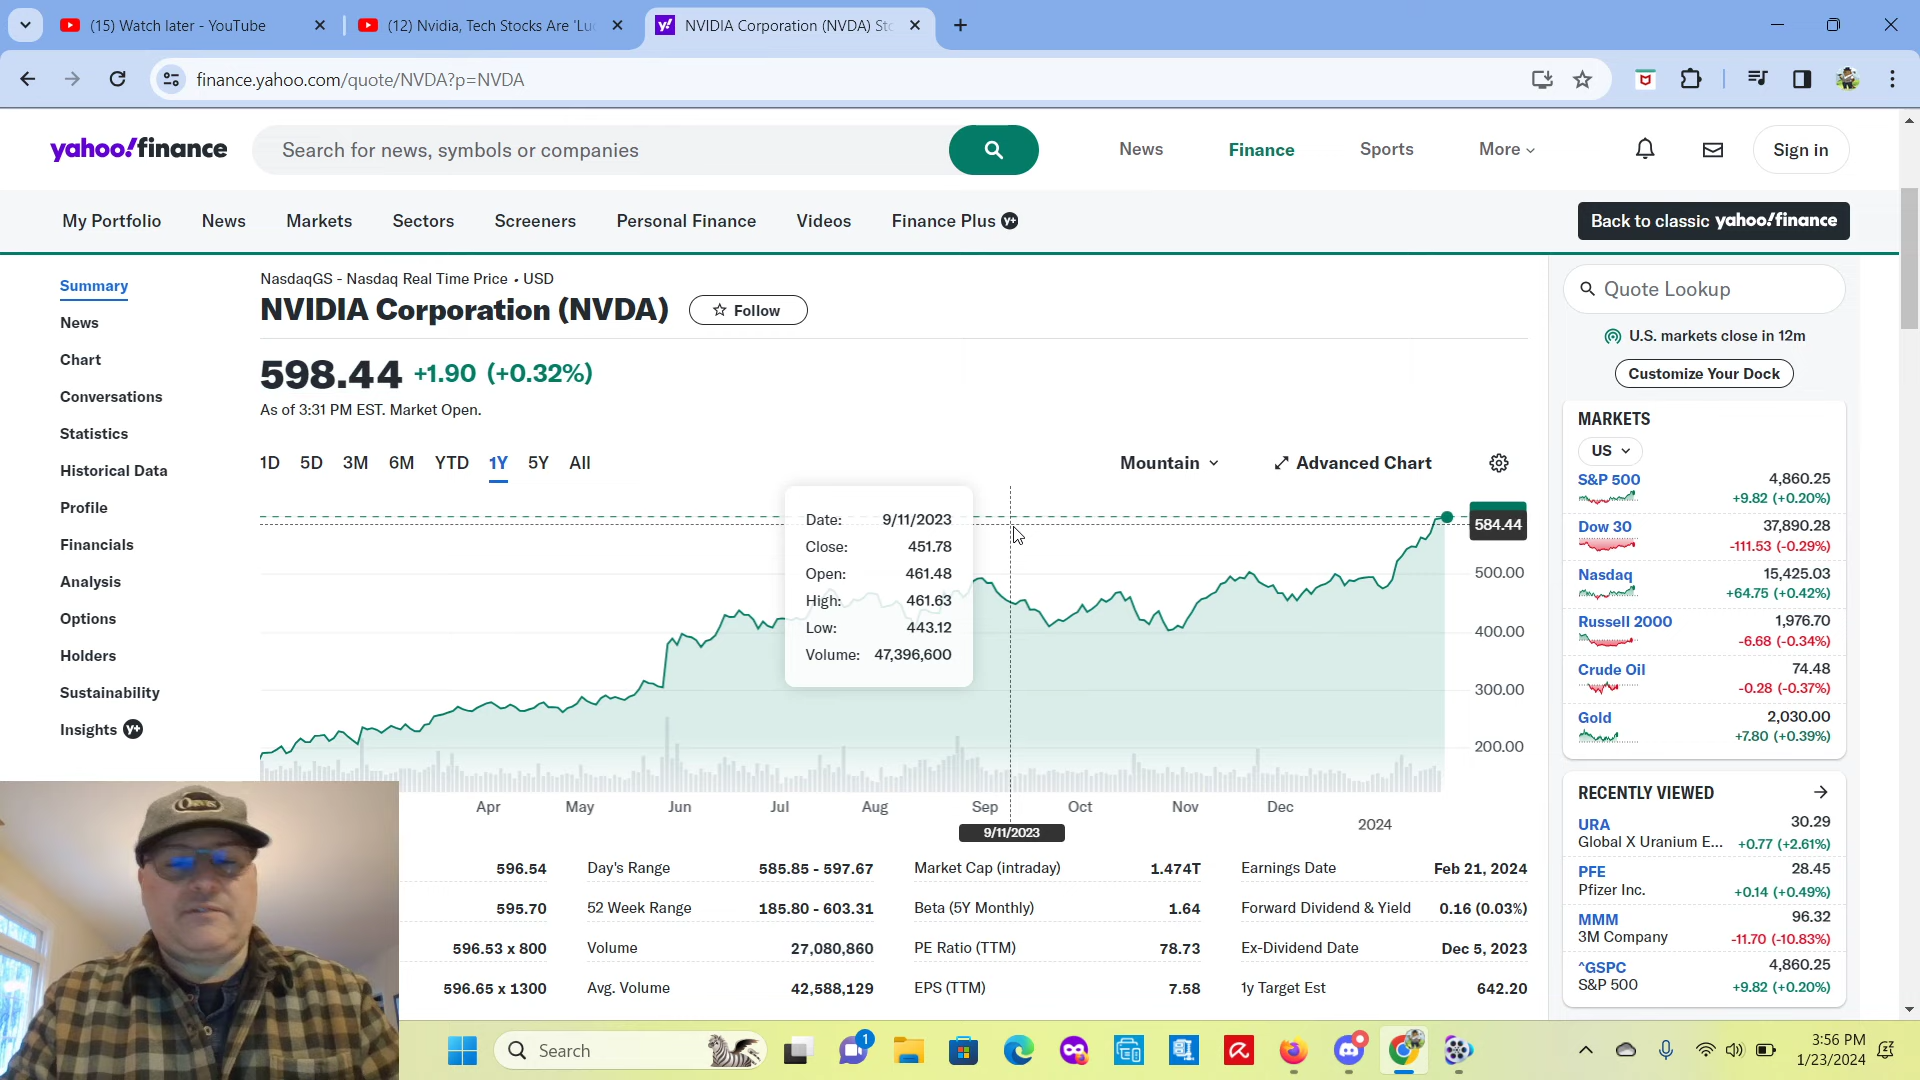 (15) Watch later - YouTube
(12) Nvidia, Tech Stocks Are 'Luc
NVIDIA Corporation (NVDA) Sto
finance.yahoo.com/quote/NVDA?p=NVDA
yahoo!finance
Search for news, symbols or companies
News
Finance
Sports
More
Sign in
My Portfolio
News
Markets
Sectors
Screeners
Personal Finance
Videos
Finance Plus
Back to classic yahoo!finance
Summary
News
Chart
Conversations
Statistics
Historical Data
Profile
Financials
Analysis
Options
Holders
Sustainability
Insights
NasdaqGS - Nasdaq Real Time Price • USD
NVIDIA Corporation (NVDA)
Follow
598.44 +1.90 (+0.32%)
As of 3:31 PM EST. Market Open.
1D 5D 3M 6M YTD 1Y 5Y All
Mountain
Advanced Chart
Date: 9/11/2023
Close: 451.78
Open: 461.48
High: 461.63
Low: 443.12
Volume: 47,396,600
584.44
500.00
400.00
300.00
200.00
Apr May Jun Jul Aug Sep Oct Nov Dec 2024
9/11/2023
596.54
595.70
596.53 x 800
596.65 x 1300
Day's Range 585.85 - 597.67
52 Week Range 185.80 - 603.31
Volume 27,080,860
Avg. Volume 42,588,129
Market Cap (intraday) 1.474T
Beta (5Y Monthly) 1.64
PE Ratio (TTM) 78.73
EPS (TTM) 7.58
Earnings Date Feb 21, 2024
Forward Dividend & Yield 0.16 (0.03%)
Ex-Dividend Date Dec 5, 2023
1y Target Est 642.20
Quote Lookup
U.S. markets close in 12m
Customize Your Dock
MARKETS
US
S&P 500 4,860.25
+9.82 (+0.20%)
Dow 30 37,890.28
-111.53 (-0.29%)
Nasdaq 15,425.03
+64.75 (+0.42%)
Russell 2000 1,976.70
-6.68 (-0.34%)
Crude Oil 74.48
-0.28 (-0.37%)
Gold 2,030.00
+7.80 (+0.39%)
RECENTLY VIEWED
URA 30.29
Global X Uranium E... +0.77 (+2.61%)
PFE 28.45
Pfizer Inc. +0.14 (+0.49%)
MMM 96.32
3M Company -11.70 (-10.83%)
^GSPC 4,860.25
S&P 500 +9.82 (+0.20%)
ORVIS
Search
1
3:56 PM
1/23/2024